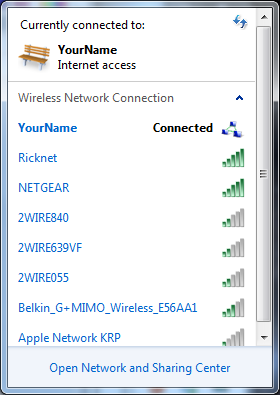 Currently connected to:
YourName
Internet access
Wireless Network Connection
YourName Connected
Ricknet
NETGEAR
2WIRE840
2WIRE639VF
2WIRE055
Belkin_G+MIMO_Wireless_E56AA1
Apple Network KRP
Open Network and Sharing Center